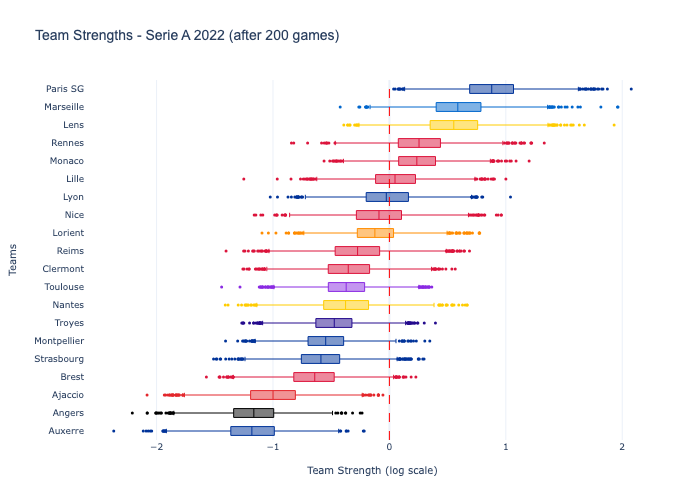 Team Strengths - Serie A 2022 (after 200 games)
Paris SG
Marseille
Lens
Rennes
Monaco
Lille
Lyon
Nice
Lorient
Reims
Clermont
Toulouse
Nantes
Troyes
Montpellier
Strasbourg
Brest
Ajaccio
Angers
Auxerre
Teams
−2 −1 0 1 2
Team Strength (log scale)